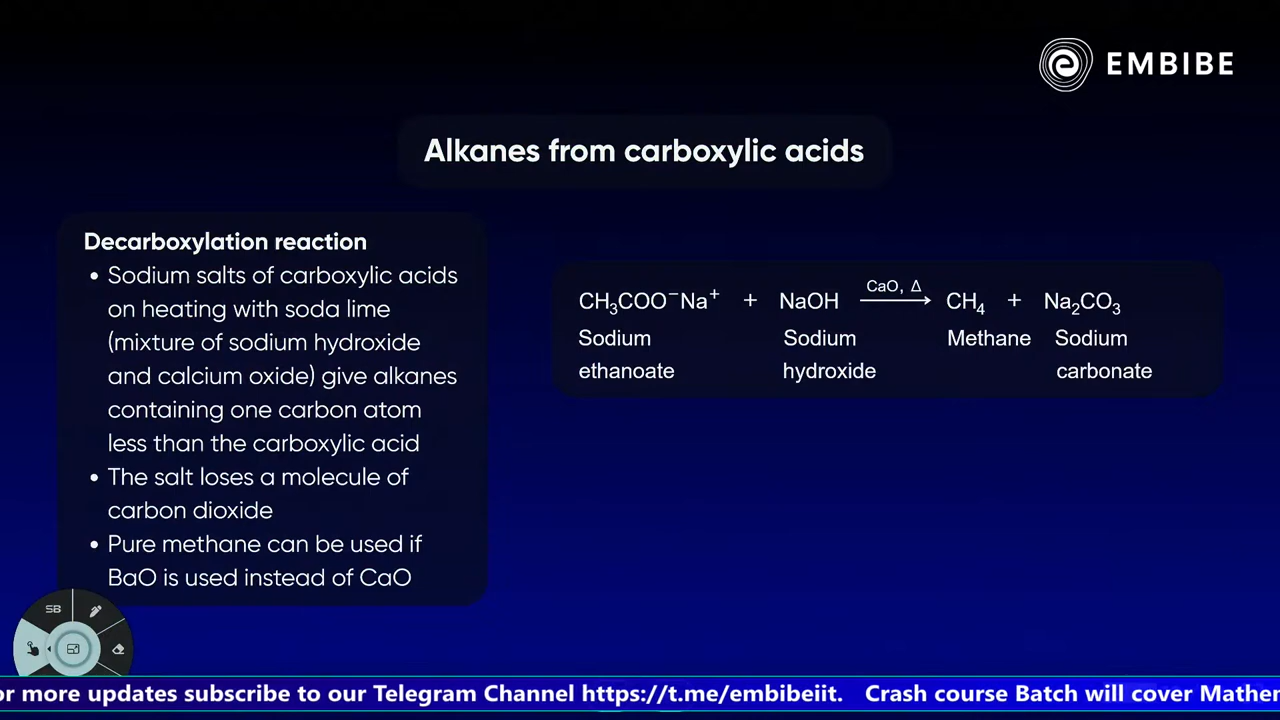 EMBIBE
Alkanes from carboxylic acids
Decarboxylation reaction
• Sodium salts of carboxylic acids
on heating with soda lime
(mixture of sodium hydroxide
and calcium oxide) give alkanes
containing one carbon atom
less than the carboxylic acid
• The salt loses a molecule of
carbon dioxide
• Pure methane can be used if
BaO is used instead of CaO
CaO, Δ
CH₃COO⁻Na⁺ + NaOH ⟶ CH₄ + Na₂CO₃
Sodium Sodium Methane Sodium
ethanoate hydroxide carbonate
SB
or more updates subscribe to our Telegram Channel https://t.me/embibeiit. Crash course Batch will cover Mather